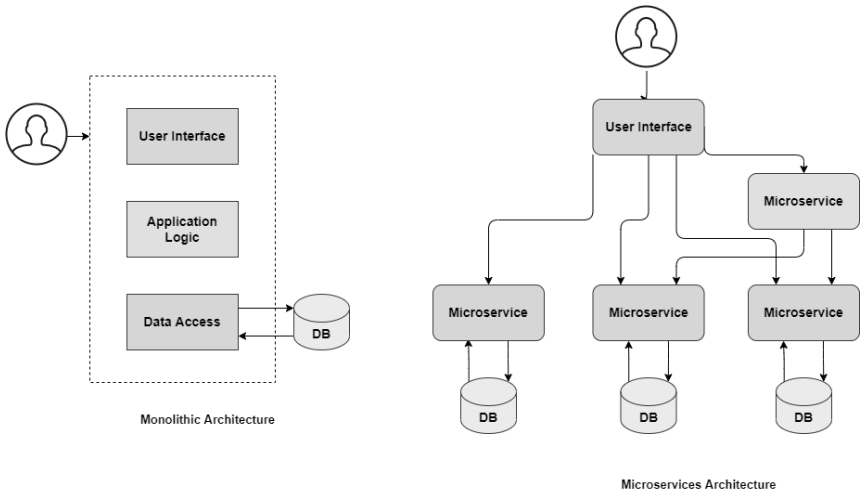 User Interface
Application
Logic
Data Access
DB
Monolithic Architecture
User Interface
Microservice
Microservice
Microservice
Microservice
DB
DB
DB
Microservices Architecture